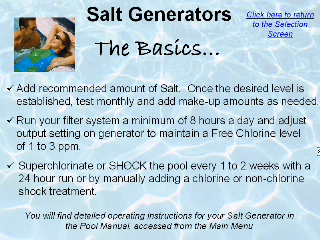 Salt Generators
Click here to return
to the Selection
Screen
The Basics...
✓ Add recommended amount of Salt. Once the desired level is
established, test monthly and add make-up amounts as needed.
✓ Run your filter system a minimum of 8 hours a day and adjust
output setting on generator to maintain a Free Chlorine level
of 1 to 3 ppm.
✓ Superchlorinate or SHOCK the pool every 1 to 2 weeks with a
24 hour run or by manually adding a chlorine or non-chlorine
shock treatment.
You will find detailed operating instructions for your Salt Generator in
the Pool Manual, accessed from the Main Menu